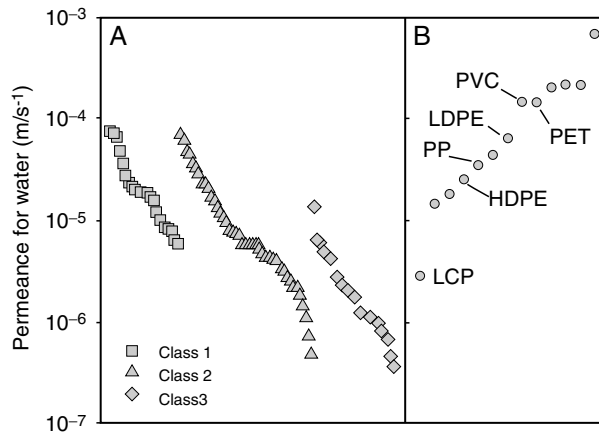 A
B
Permeance for water (m/s⁻¹)
10⁻³
10⁻⁴
10⁻⁵
10⁻⁶
10⁻⁷
PVC
LDPE
PET
PP
HDPE
LCP
Class 1
Class 2
Class3